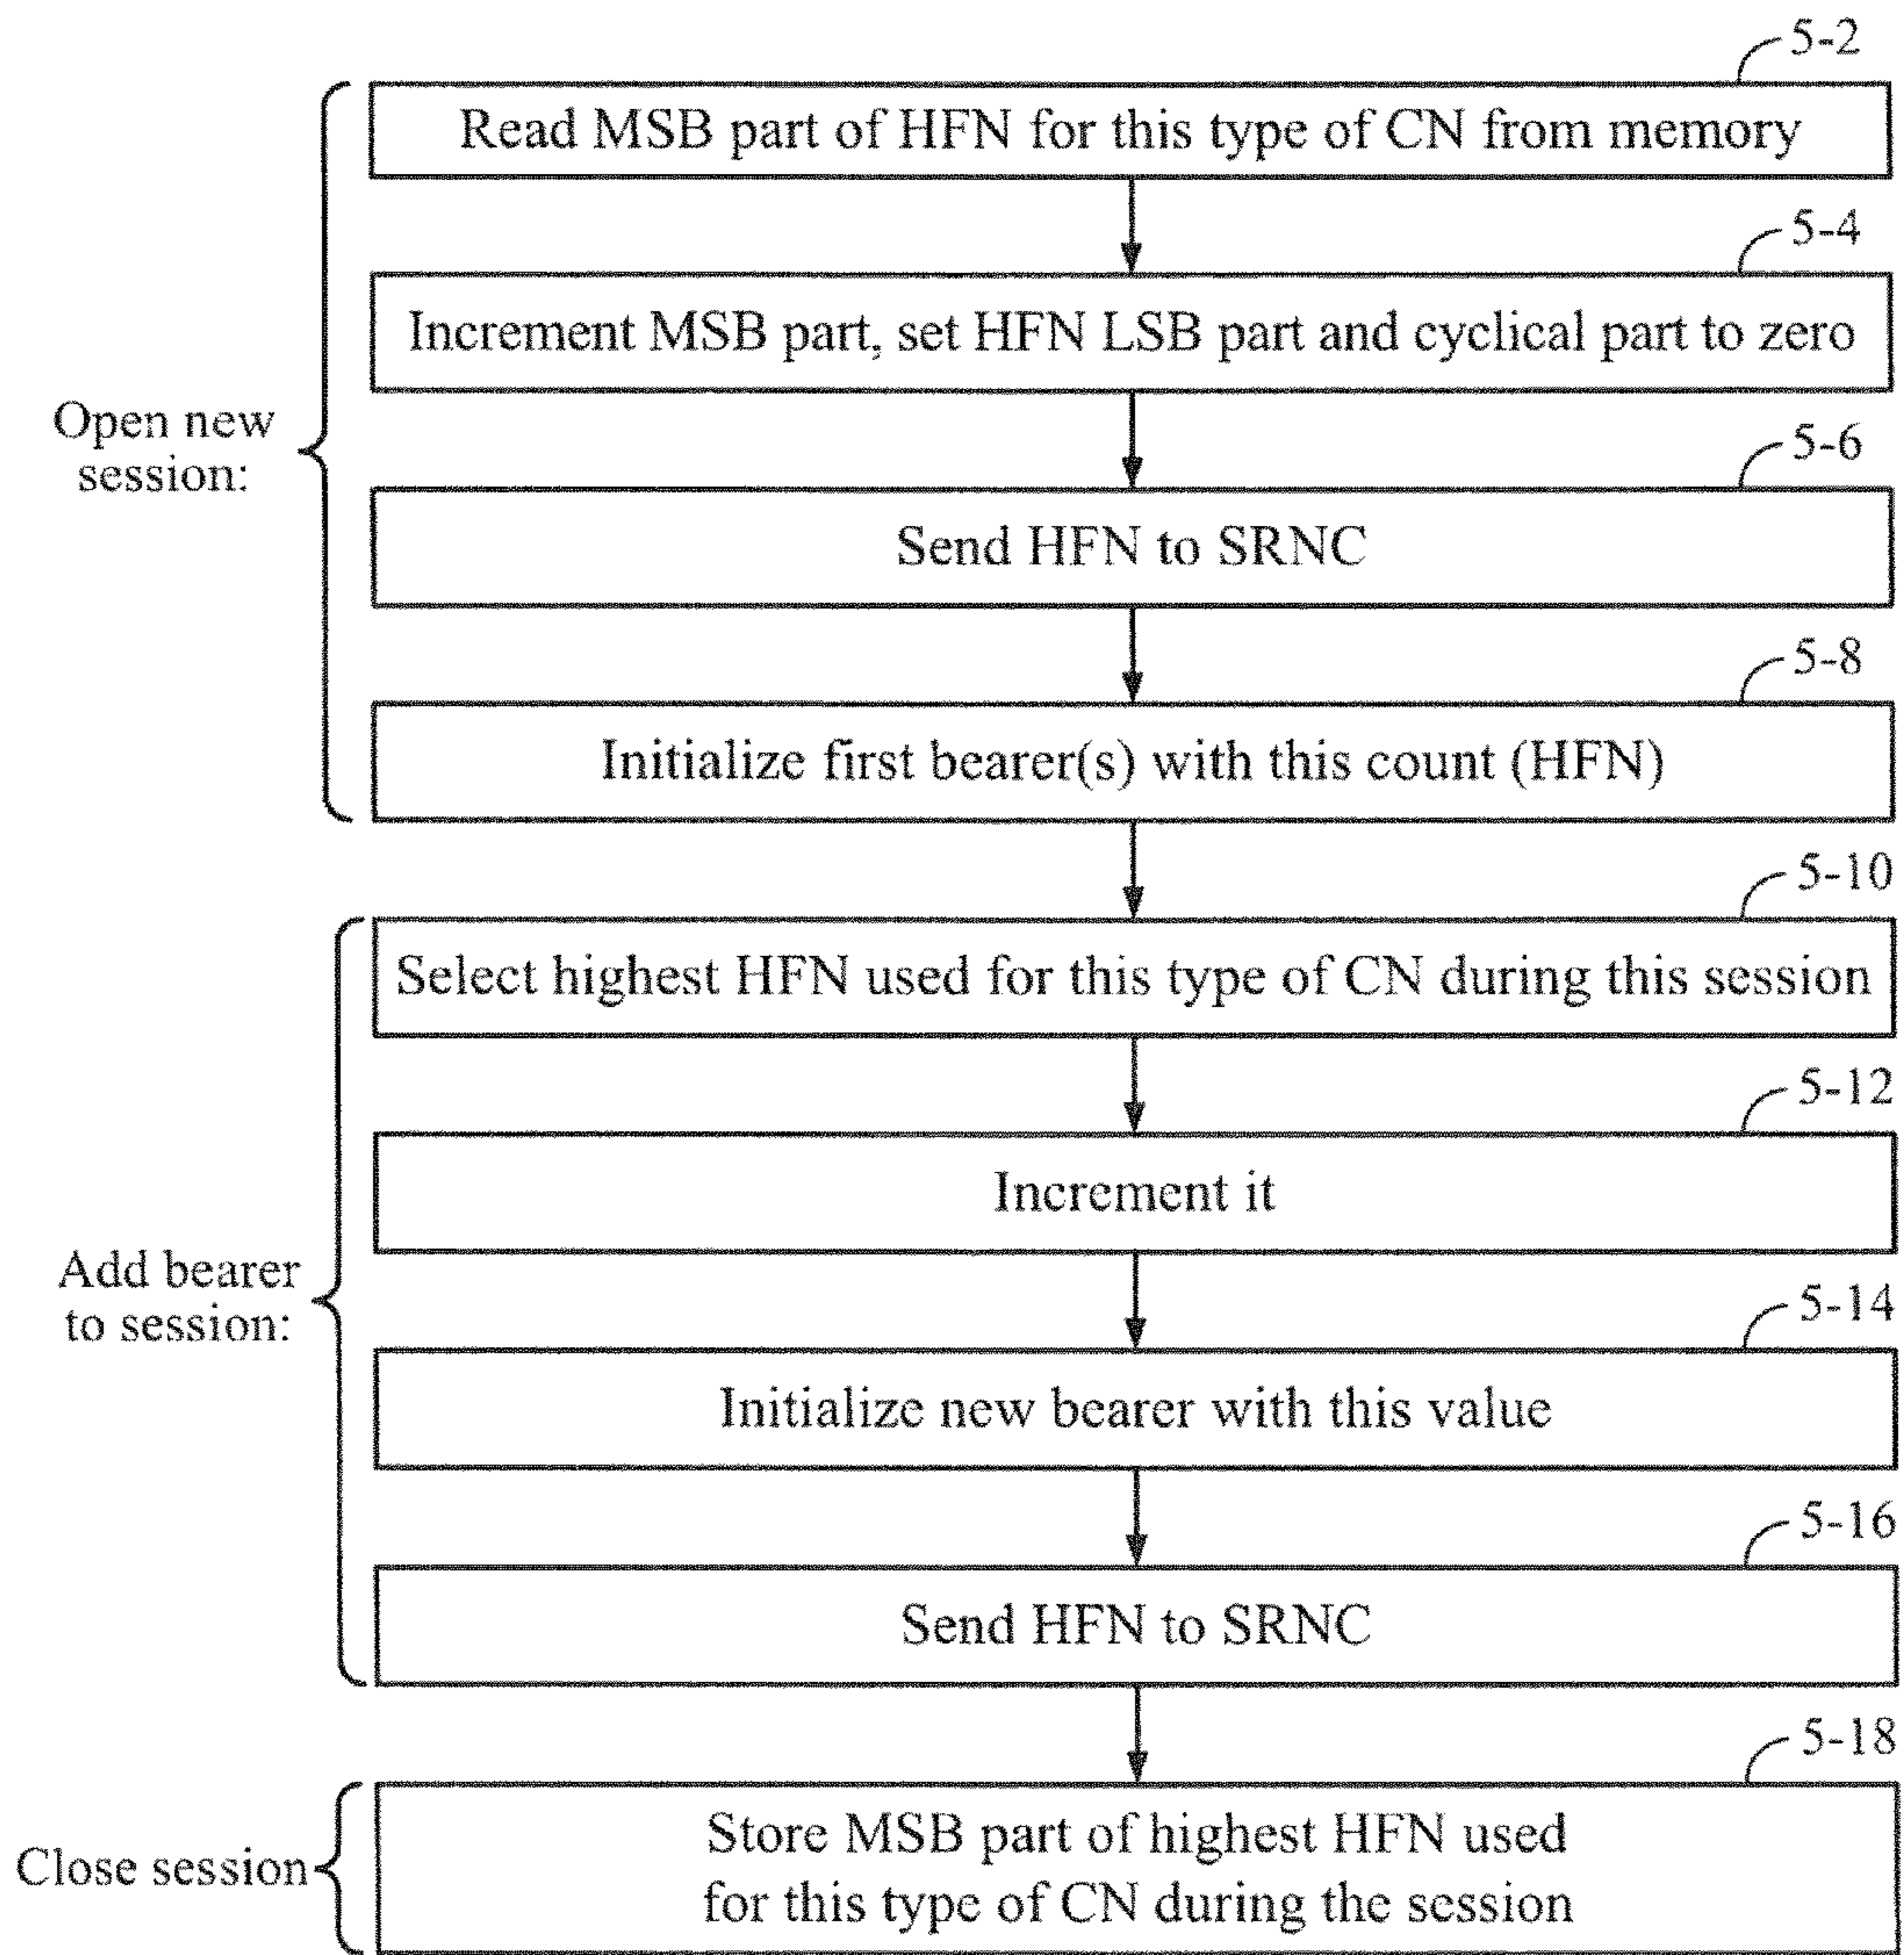 5-2
Read MSB part of HFN for this type of CN from memory
5-4
Increment MSB part, set HFN LSB part and cyclical part to zero
Open new
session:
5-6
Send HFN to SRNC
5-8
Initialize first bearer(s) with this count (HFN)
5-10
Select highest HFN used for this type of CN during this session
5-12
Increment it
Add bearer
to session:
5-14
Initialize new bearer with this value
5-16
Send HFN to SRNC
5-18
Close session
Store MSB part of highest HFN used
for this type of CN during the session